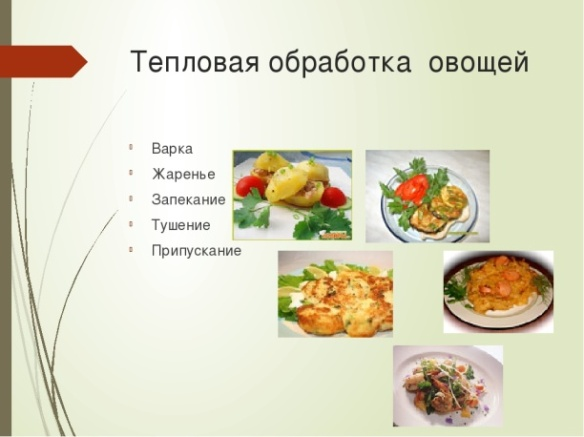 Тепловая обработка овощей
Варка
Жаренье
Запекание
Тушение
Припускание